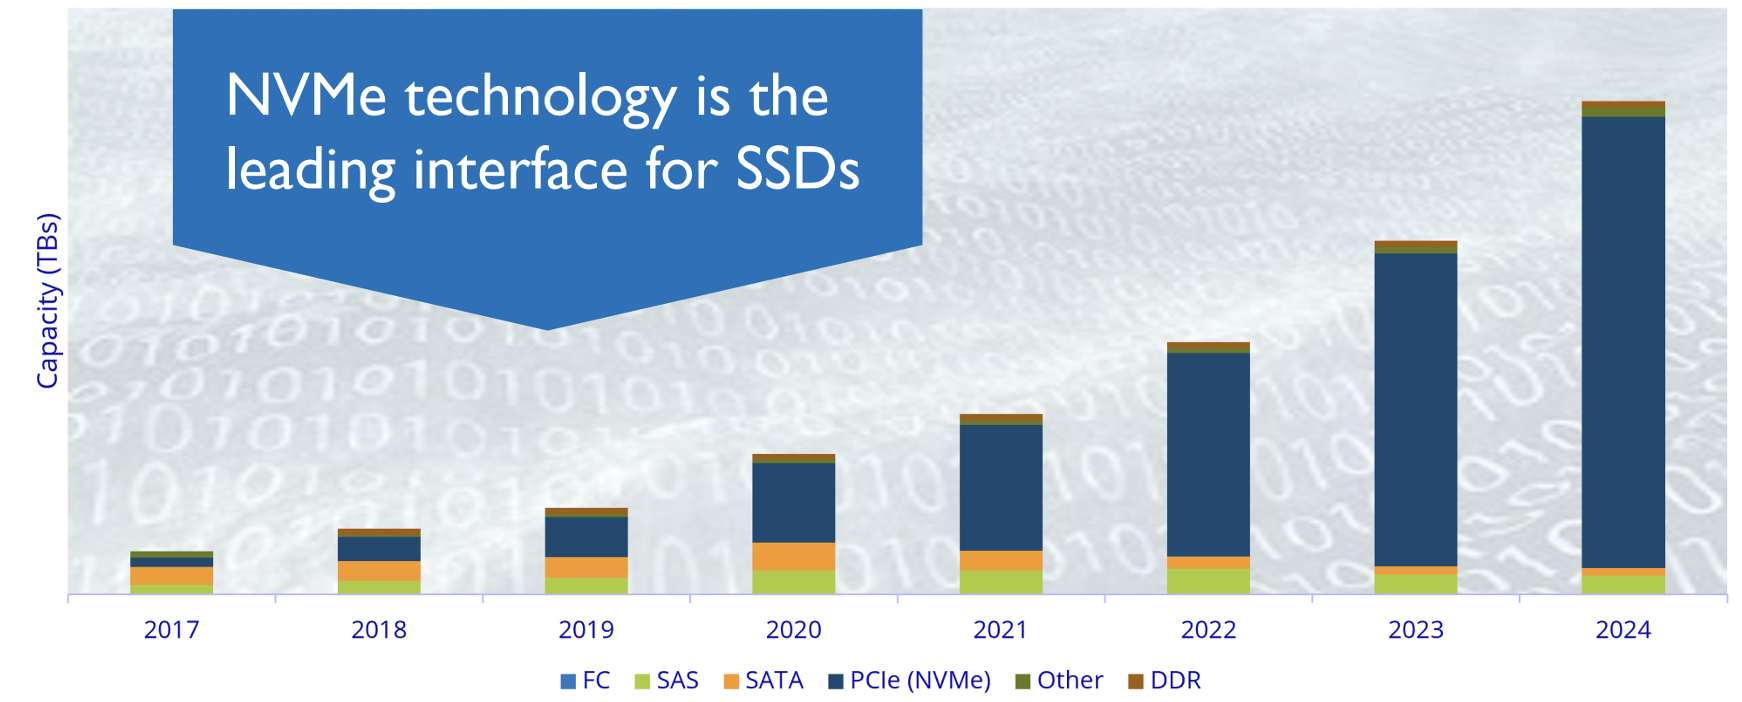 NVMe technology is the
leading interface for SSDs
Capacity (TBs)
2017 2018 2019 2020 2021 2022 2023 2024
FC SAS SATA PCIe (NVMe) Other DDR